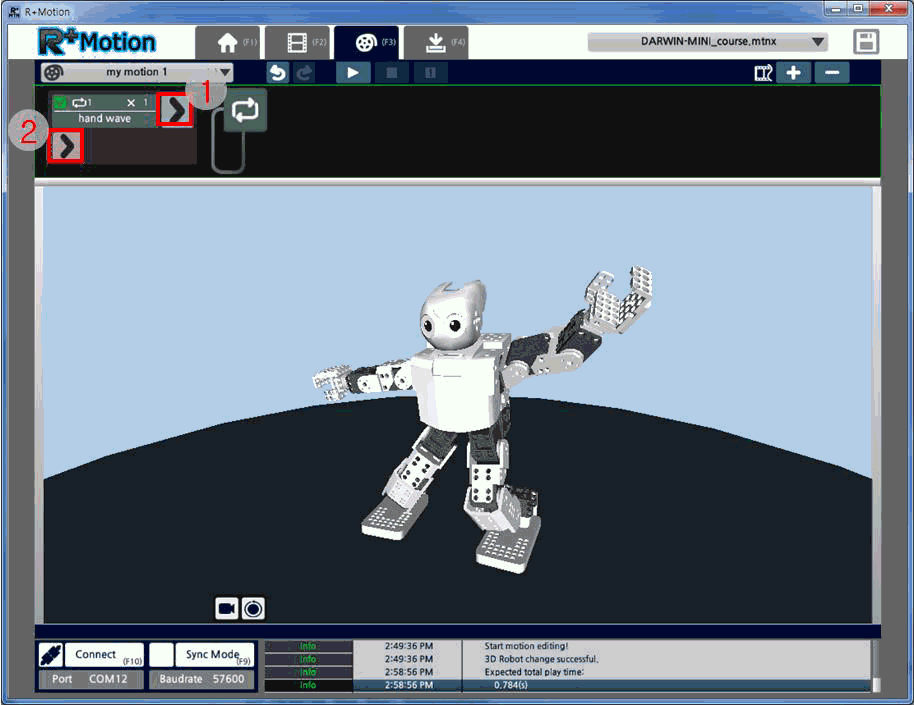 R+Motion
R+Motion
(F1)
(F2)
(F3)
(F4)
DARWIN-MINI_course.mtnx
my motion 1
1
1 × 1
hand wave
2
Connect (F10)
Sync Mode (F9)
Port COM12
Baudrate 57600
Info 2:49:36 PM Start motion editing!
Info 2:49:36 PM 3D Robot change successful.
Info 2:58:56 PM Expected total play time:
Info 2:58:56 PM 0.784(s)